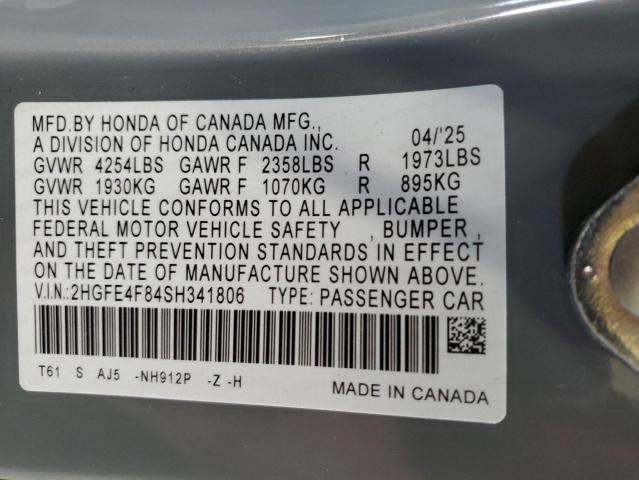 MFD.BY HONDA OF CANADA MFG.,
A DIVISION OF HONDA CANADA INC. 04/'25
GVWR 4254LBS GAWR F 2358LBS R 1973LBS
GVWR 1930KG GAWR F 1070KG R 895KG
THIS VEHICLE CONFORMS TO ALL APPLICABLE
FEDERAL MOTOR VEHICLE SAFETY , BUMPER ,
AND THEFT PREVENTION STANDARDS IN EFFECT
ON THE DATE OF MANUFACTURE SHOWN ABOVE.
V.I.N.:2HGFE4F84SH341806 TYPE: PASSENGER CAR
T61 S AJ5 -NH912P -Z -H
MADE IN CANADA